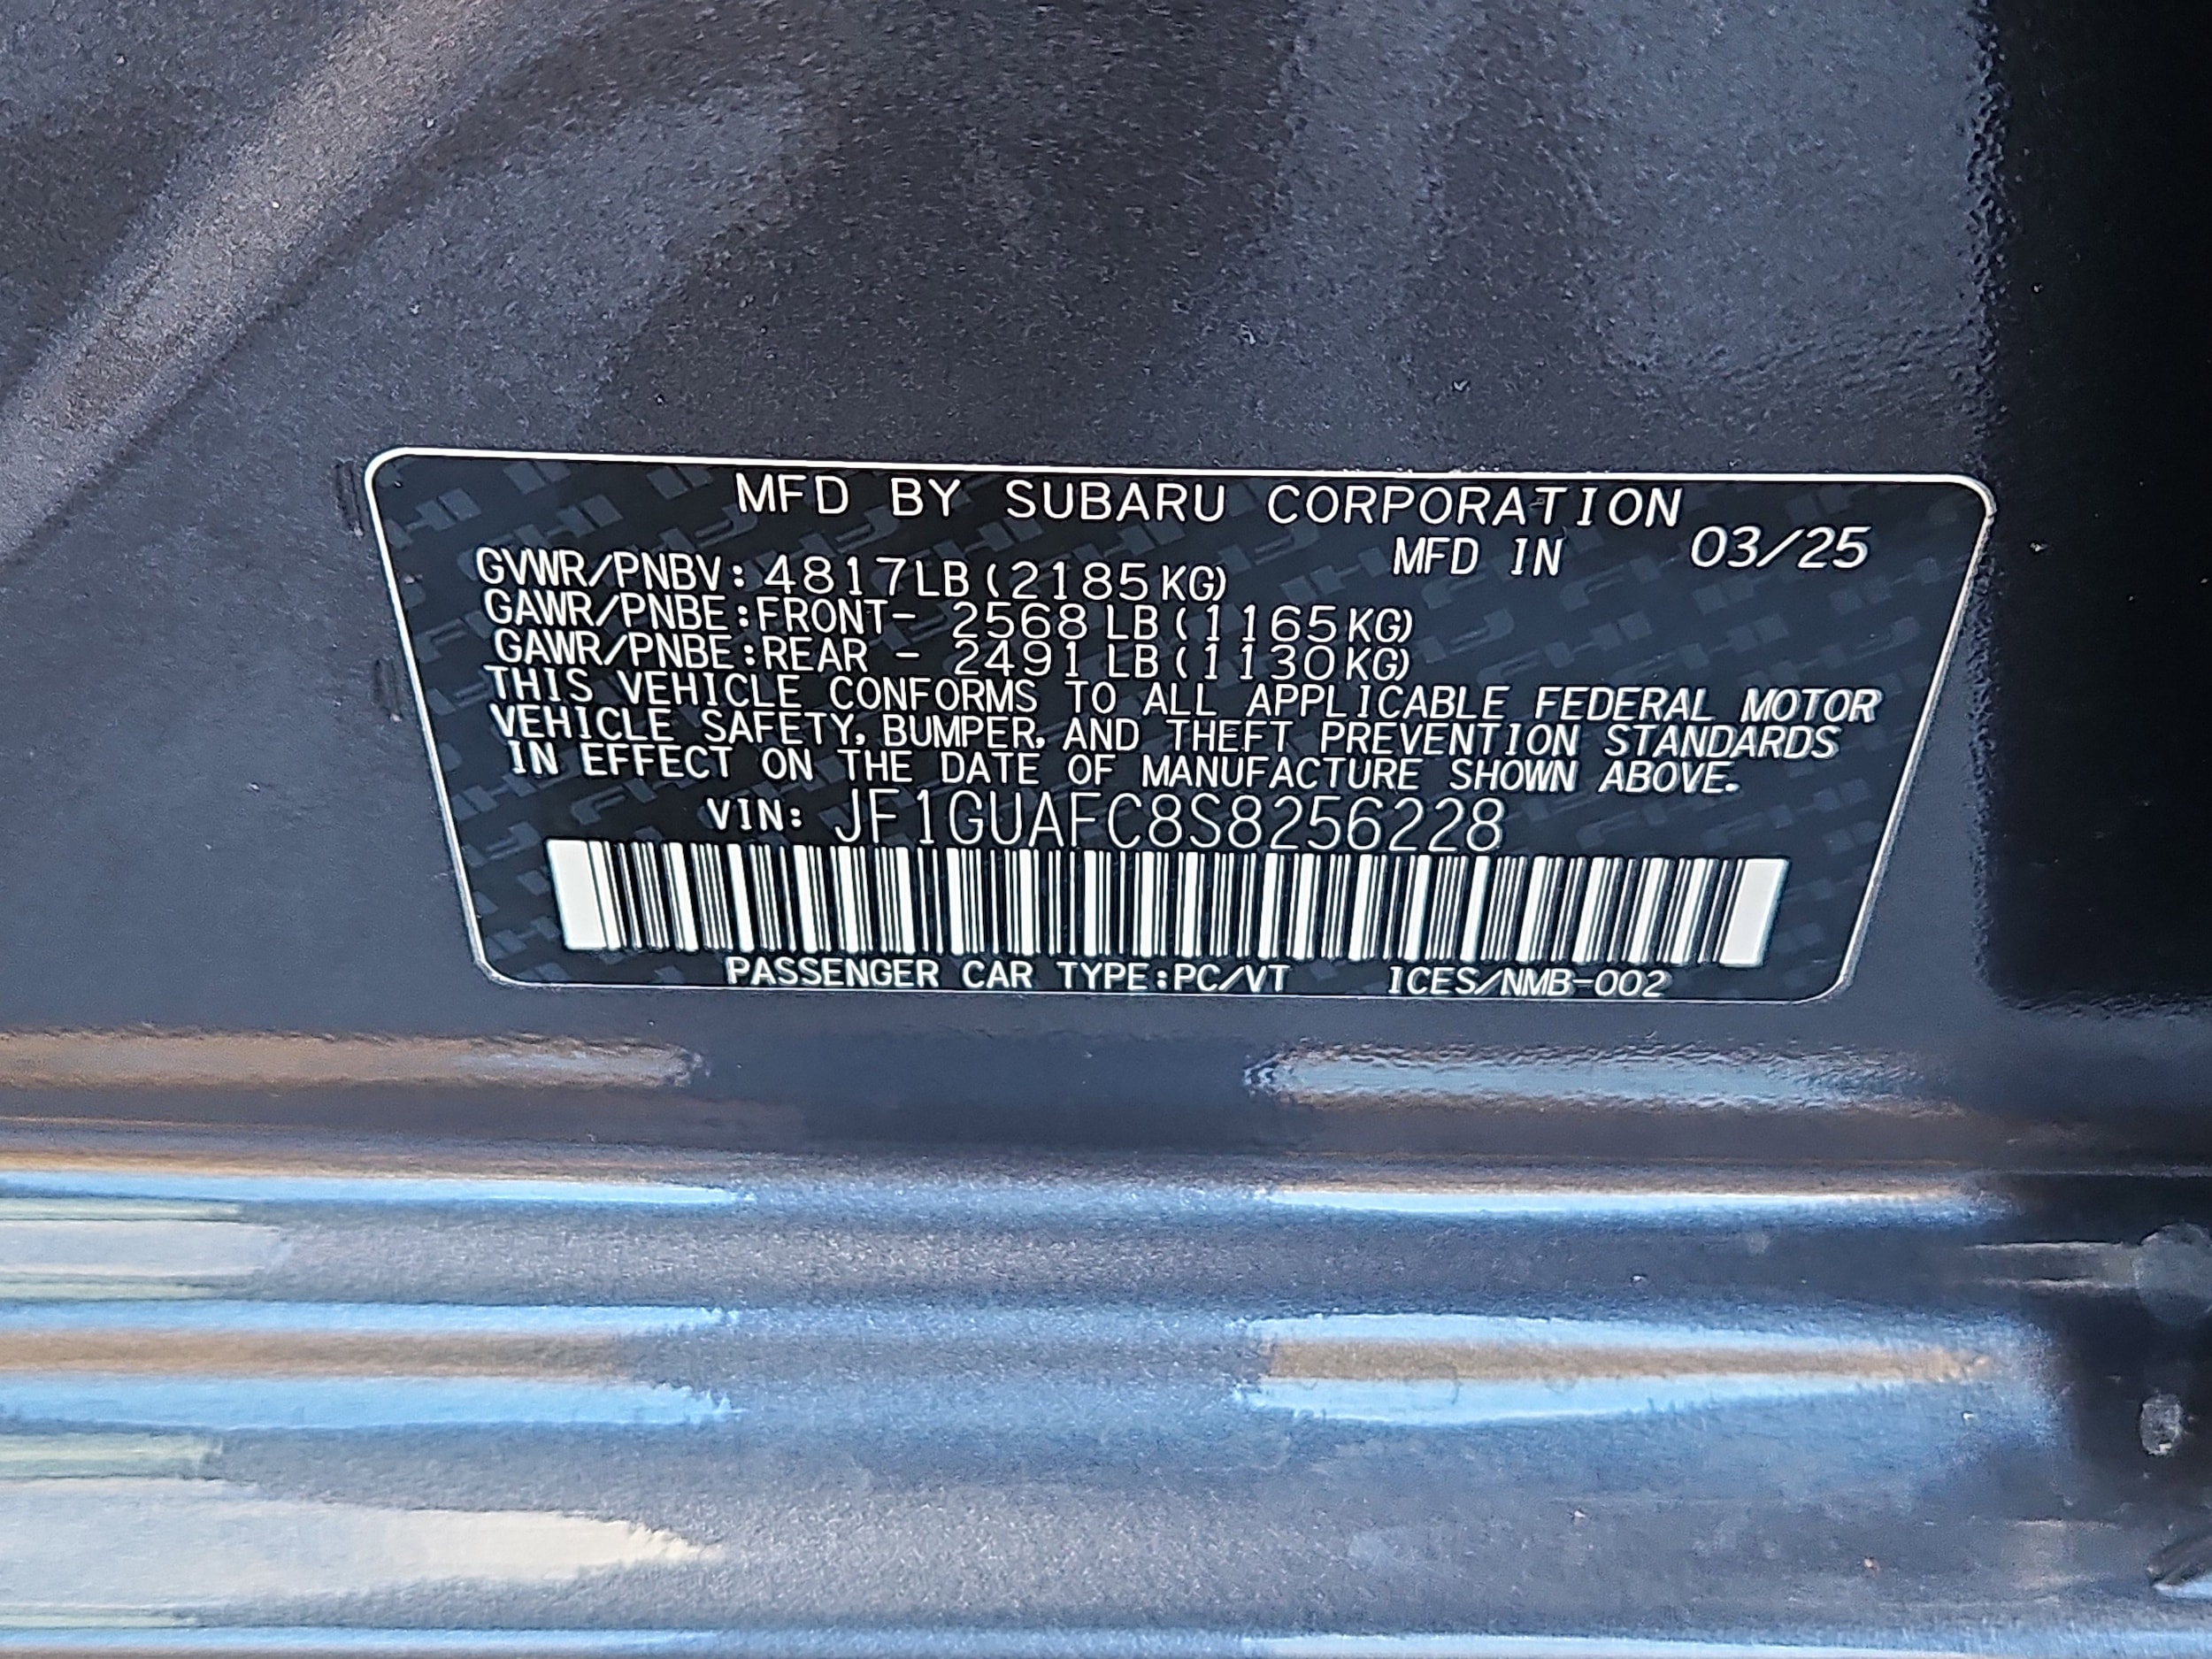 MFD BY SUBARU CORPORATION
MFD IN 03/25
GVWR/PNBV: 4817LB (2185KG)
GAWR/PNBE:FRONT- 2568 LB (1165KG)
GAWR/PNBE:REAR - 2491 LB (1130KG)
THIS VEHICLE CONFORMS TO ALL APPLICABLE FEDERAL MOTOR
VEHICLE SAFETY, BUMPER, AND THEFT PREVENTION STANDARDS
IN EFFECT ON THE DATE OF MANUFACTURE SHOWN ABOVE.
VIN: JF1GUAFC8S8256228
PASSENGER CAR TYPE:PC/VT ICES/NMB-002